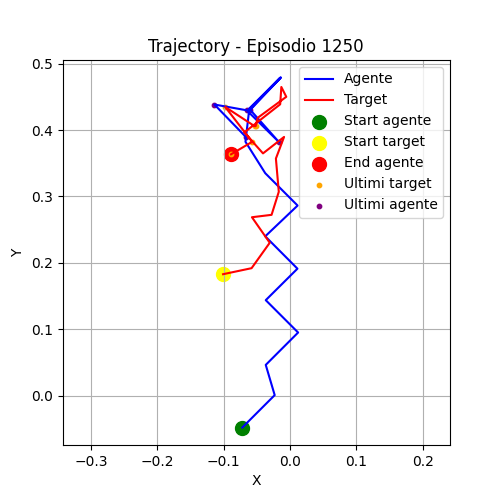 Trajectory - Episodio 1250
0.5
0.4
0.3
0.2
0.1
0.0
Y
Agente
Target
Start agente
Start target
End agente
Ultimi target
Ultimi agente
−0.3
−0.2
−0.1
0.0
0.1
0.2
X